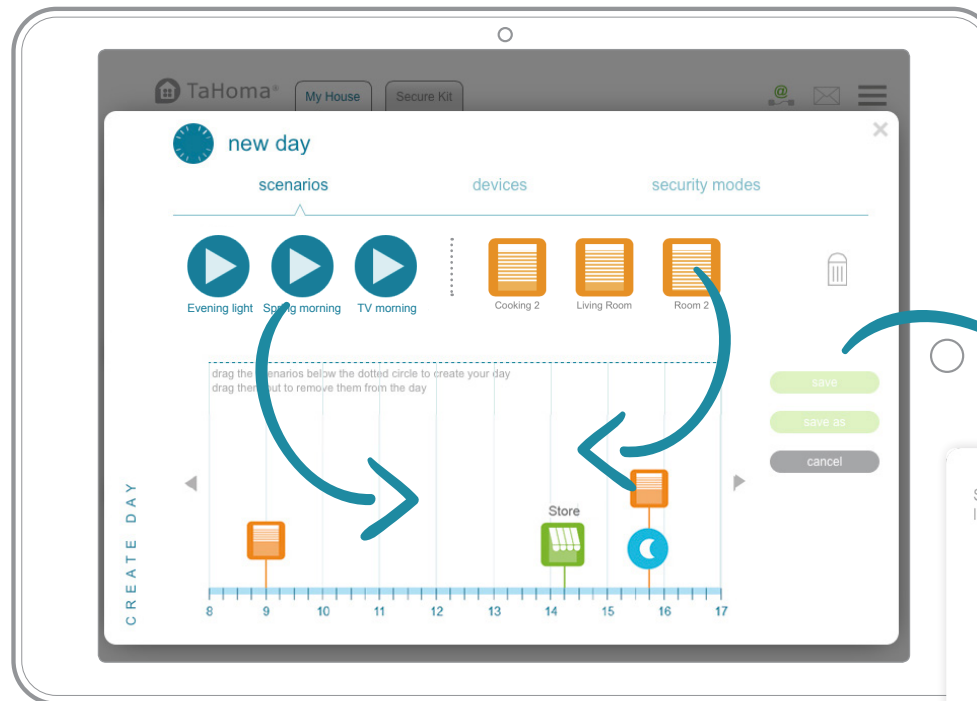 TaHoma®
My House
Secure Kit
@
new day
scenarios
devices
security modes
Evening light
Spring morning
TV morning
Cooking 2
Living Room
Room 2
drag the scenarios below the dotted circle to create your day
drag them out to remove them from the day
save
save as
cancel
CREATE DAY
Store
8 9 10 11 12 13 14 15 16 17